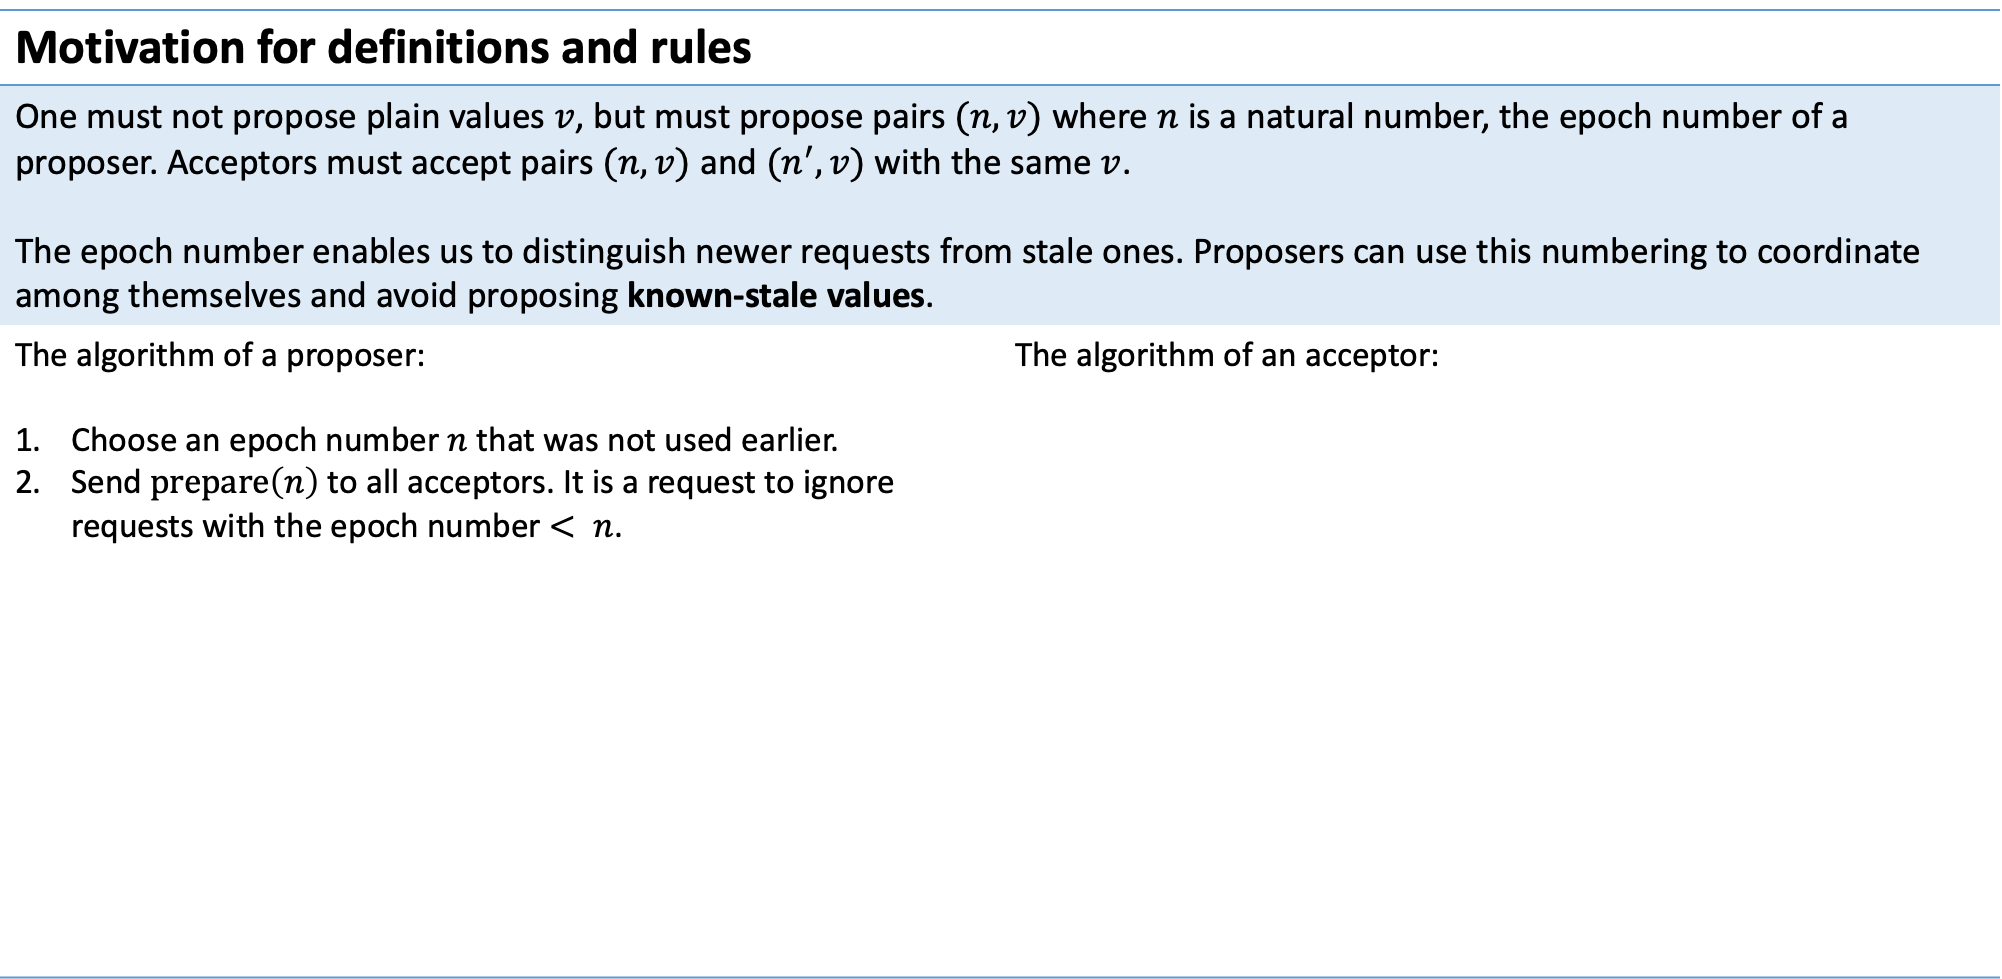 Motivation for definitions and rules
One must not propose plain values 𝑣, but must propose pairs (𝑛, 𝑣) where 𝑛 is a natural number, the epoch number of a
proposer. Acceptors must accept pairs (𝑛, 𝑣) and (𝑛′, 𝑣) with the same 𝑣.
The epoch number enables us to distinguish newer requests from stale ones. Proposers can use this numbering to coordinate
among themselves and avoid proposing known-stale values.
The algorithm of a proposer:
1. Choose an epoch number 𝑛 that was not used earlier.
2. Send prepare(𝑛) to all acceptors. It is a request to ignore
requests with the epoch number < 𝑛.
The algorithm of an acceptor: